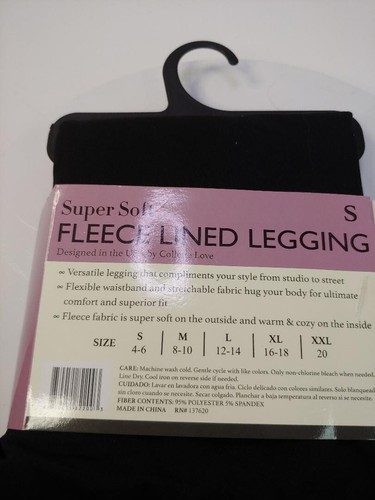 Super Soft
S
FLEECE LINED LEGGING
Designed in the by Love
∞ Versatile legging that compliments your style from studio to street
∞ Flexible waistband and stretchable fabric hug your body for ultimate
comfort and superior fit
∞ Fleece fabric is super soft on the outside and warm & cozy on the inside
SIZE S M L XL XXL
4-6 8-10 12-14 16-18 20
CARE: Machine wash cold. Gentle cycle with like colors. Only non-chlorine bleach when needed.
Line Dry. Cool iron on reverse side if needed.
CUIDADO: Lavar en lavadora con agua fria. Ciclo delicado con colores similares. Solo blanquead
sin cloro cuando se necesite. Secar colgado. Planchar a baja temperatura al reverso si se necesite.
FIBER CONTENTS: 95% POLYESTER 5% SPANDEX
MADE IN CHINA RN# 137620